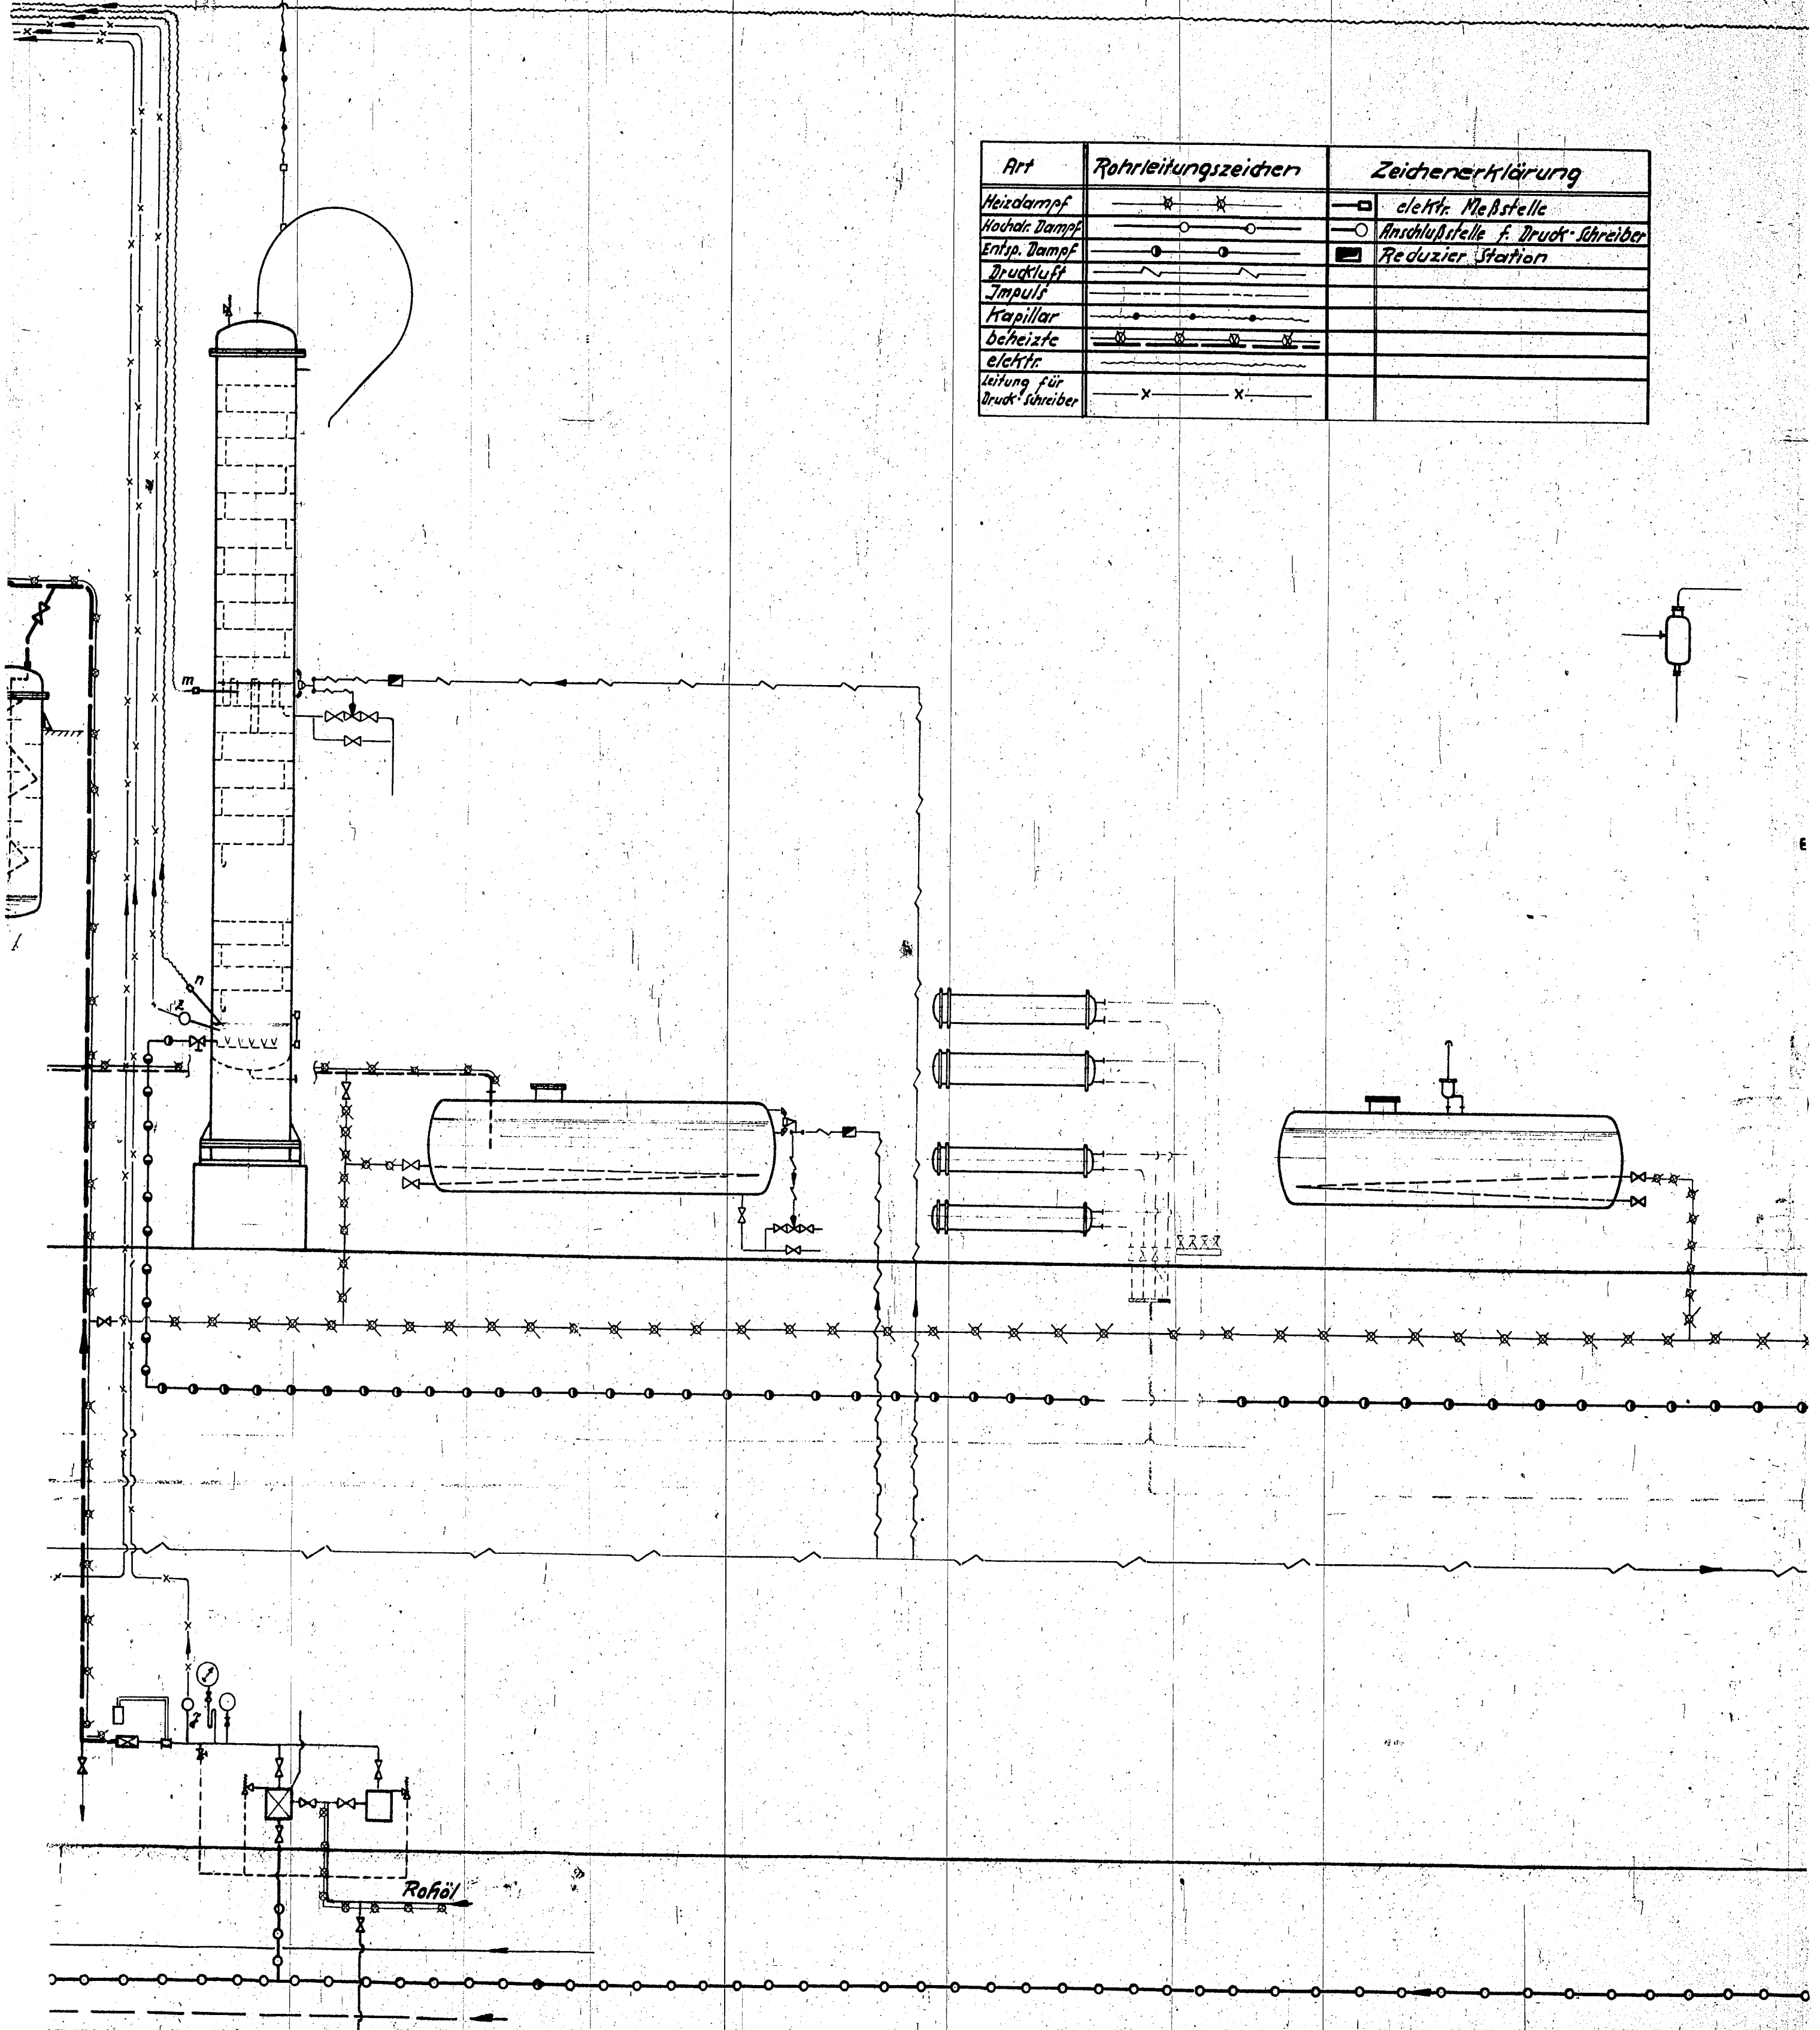 Art Rohrleitungszeichen Zeichenerklärung
Heizdampf elektr. Meßstelle
Hochdr. Dampf Anschlußstelle f. Druck-Schreiber
Entsp. Dampf Reduzier Station
Druckluft
Impuls
Kapillar
beheizte
elektr.
Leitung für
Druck-Schreiber
m
E
n
2
Rohöl